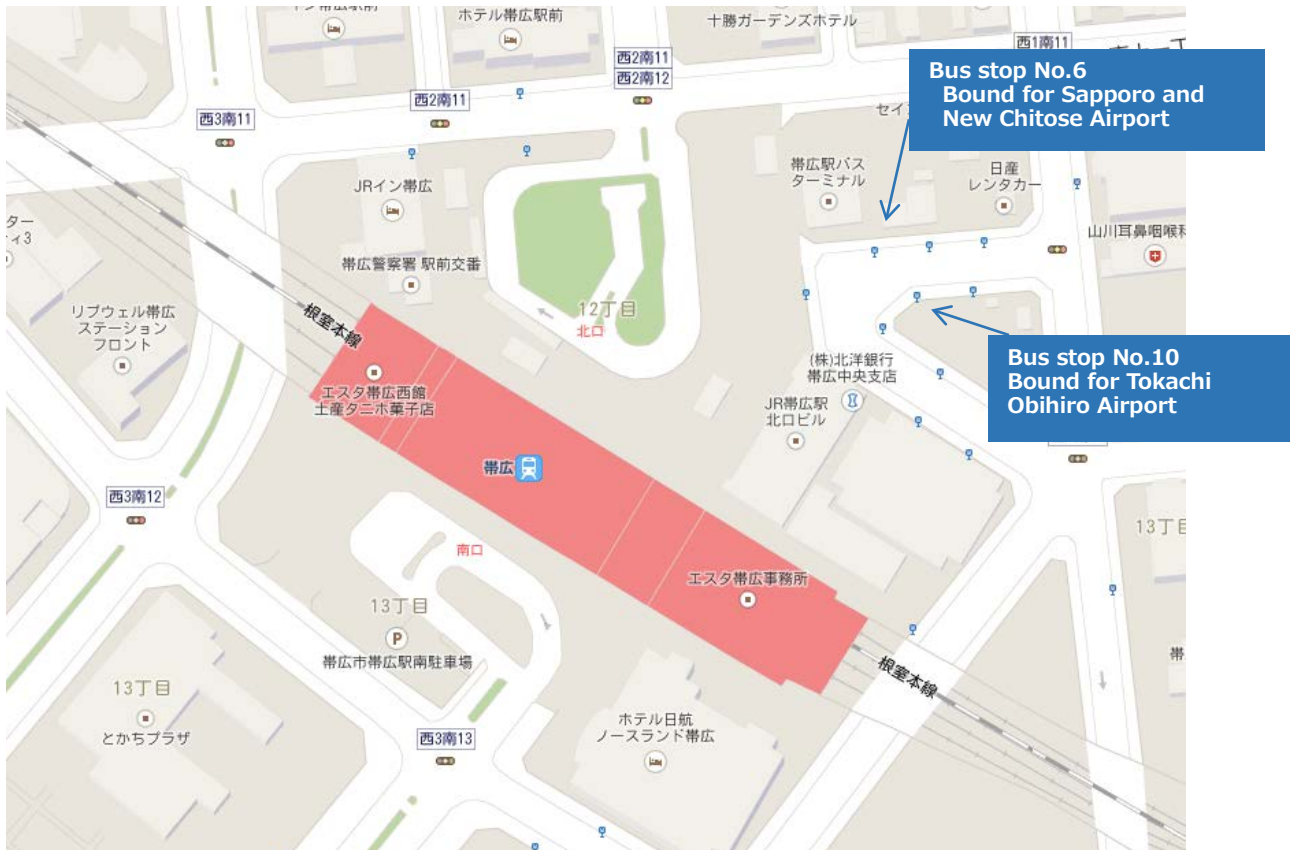 ホテル帯広駅前
十勝ガーデンズホテル
西1南11
西2南11
西2南12
西2南11
西3南11
Bus stop No.6
Bound for Sapporo and
New Chitose Airport
セイ
帯広駅バス
ターミナル
日産
レンタカー
JRイン帯広
山川耳鼻咽喉科
ター
ィ3
帯広警察署 駅前交番
根室本線
12丁目
北口
リブウェル帯広
ステーション
フロント
Bus stop No.10
Bound for Tokachi
Obihiro Airport
(株)北洋銀行
帯広中央支店
エスタ帯広西館
土産タニホ菓子店
JR帯広駅
北口ビル
帯広
西3南12
13丁目
南口
エスタ帯広事務所
13丁目
P
帯広市帯広駅南駐車場
帯
根室本線
13丁目
とかちプラザ
ホテル日航
ノースランド帯広
西3南13